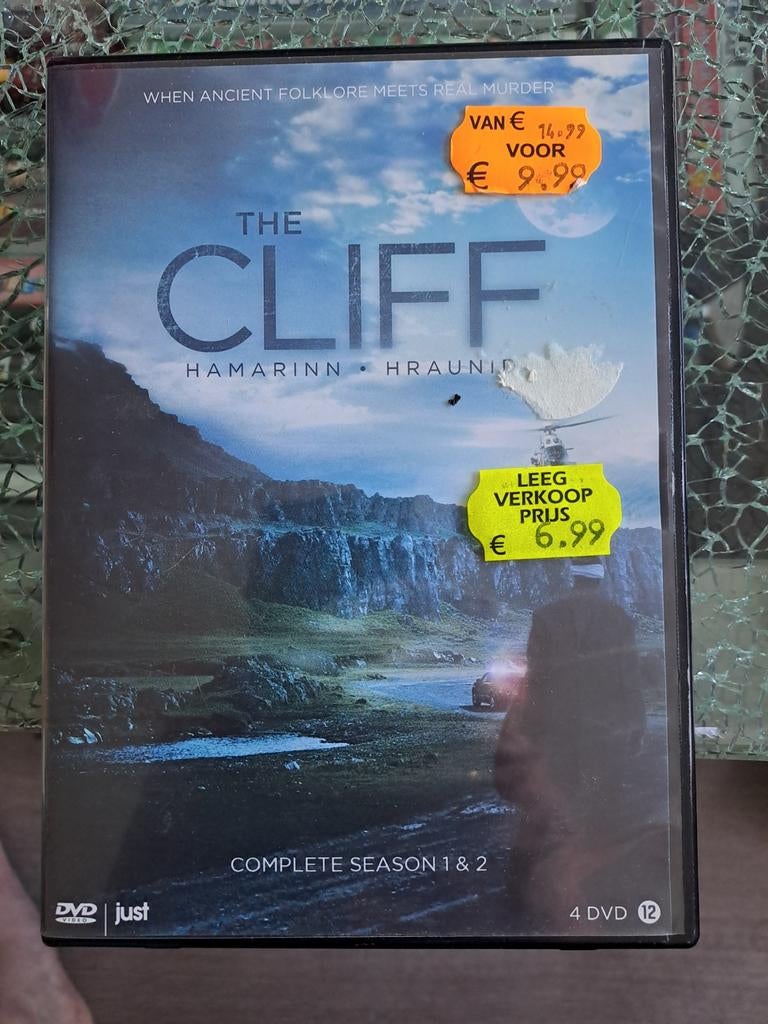 WHEN ANCIENT FOLKLORE MEETS REAL MURDER
VAN € 14.99
VOOR
€ 9.99
THE
CLIFF
HAMARINN • HRAUNI
LEEG
VERKOOP
PRIJS
€ 6.99
COMPLETE SEASON 1 & 2
DVD
VIDEO
just
4 DVD 12